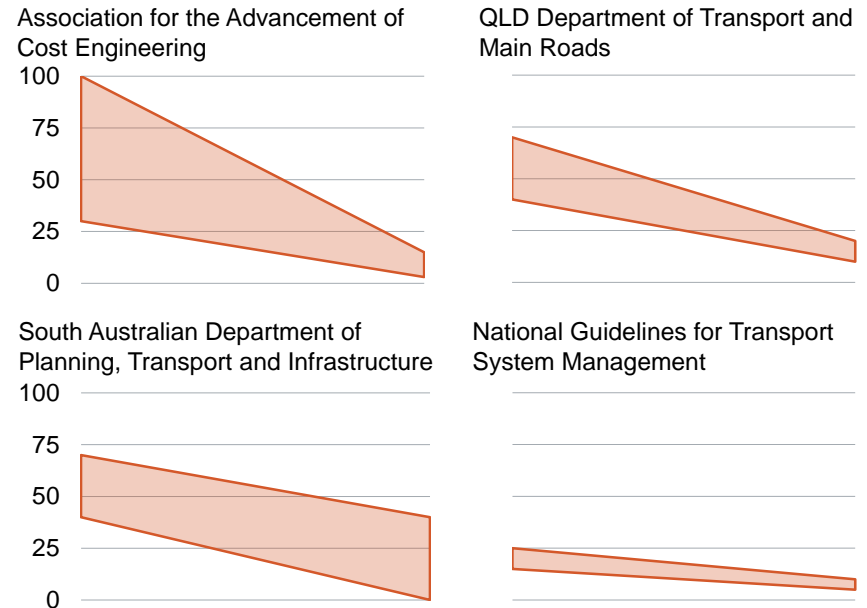 Association for the Advancement of
Cost Engineering
100
75
50
25
0
QLD Department of Transport and
Main Roads
South Australian Department of
Planning, Transport and Infrastructure
100
75
50
25
0
National Guidelines for Transport
System Management